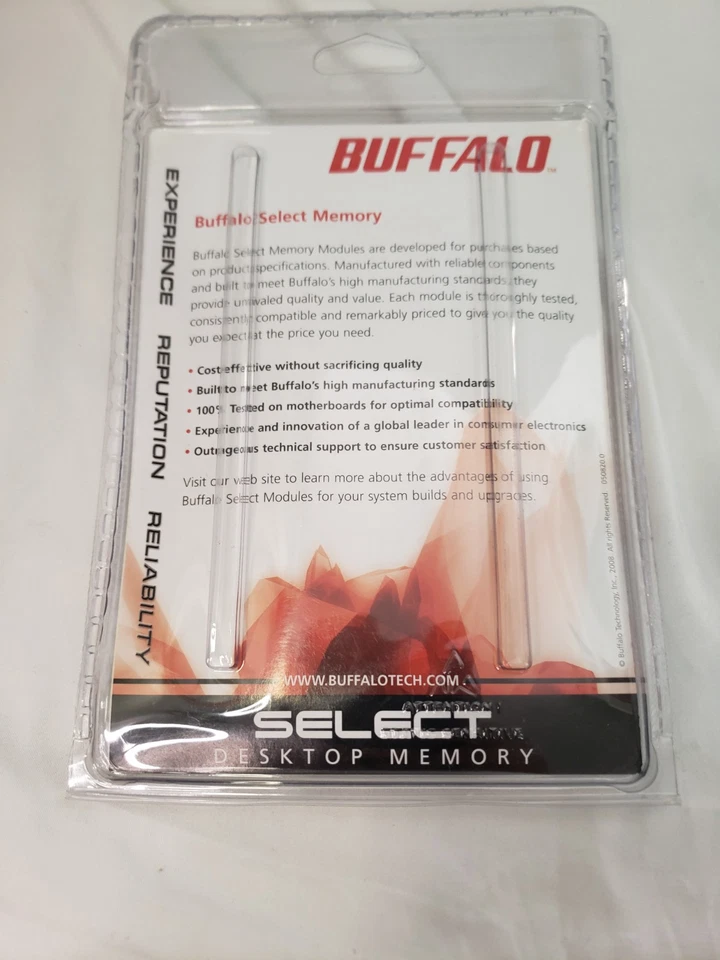 BUFFALO™
EXPERIENCE REPUTATION RELIABILITY
Buffalo Select Memory
Buffalo Select Memory Modules are developed for purchases based
on product specifications. Manufactured with reliable components
and built to meet Buffalo's high manufacturing standards, they
provide unrivaled quality and value. Each module is thoroughly tested,
consistently compatible and remarkably priced to give you the quality
you expect at the price you need.
• Cost effective without sacrificing quality
• Built to meet Buffalo's high manufacturing standards
• 100% Tested on motherboards for optimal compatibility
• Experience and innovation of a global leader in consumer electronics
• Outrageous technical support to ensure customer satisfaction
Visit our web site to learn more about the advantages of using
Buffalo Select Modules for your system builds and upgrades.
© Buffalo Technology, Inc., 2008. All rights Reserved
WWW.BUFFALOTECH.COM
SELECT
DESKTOP MEMORY